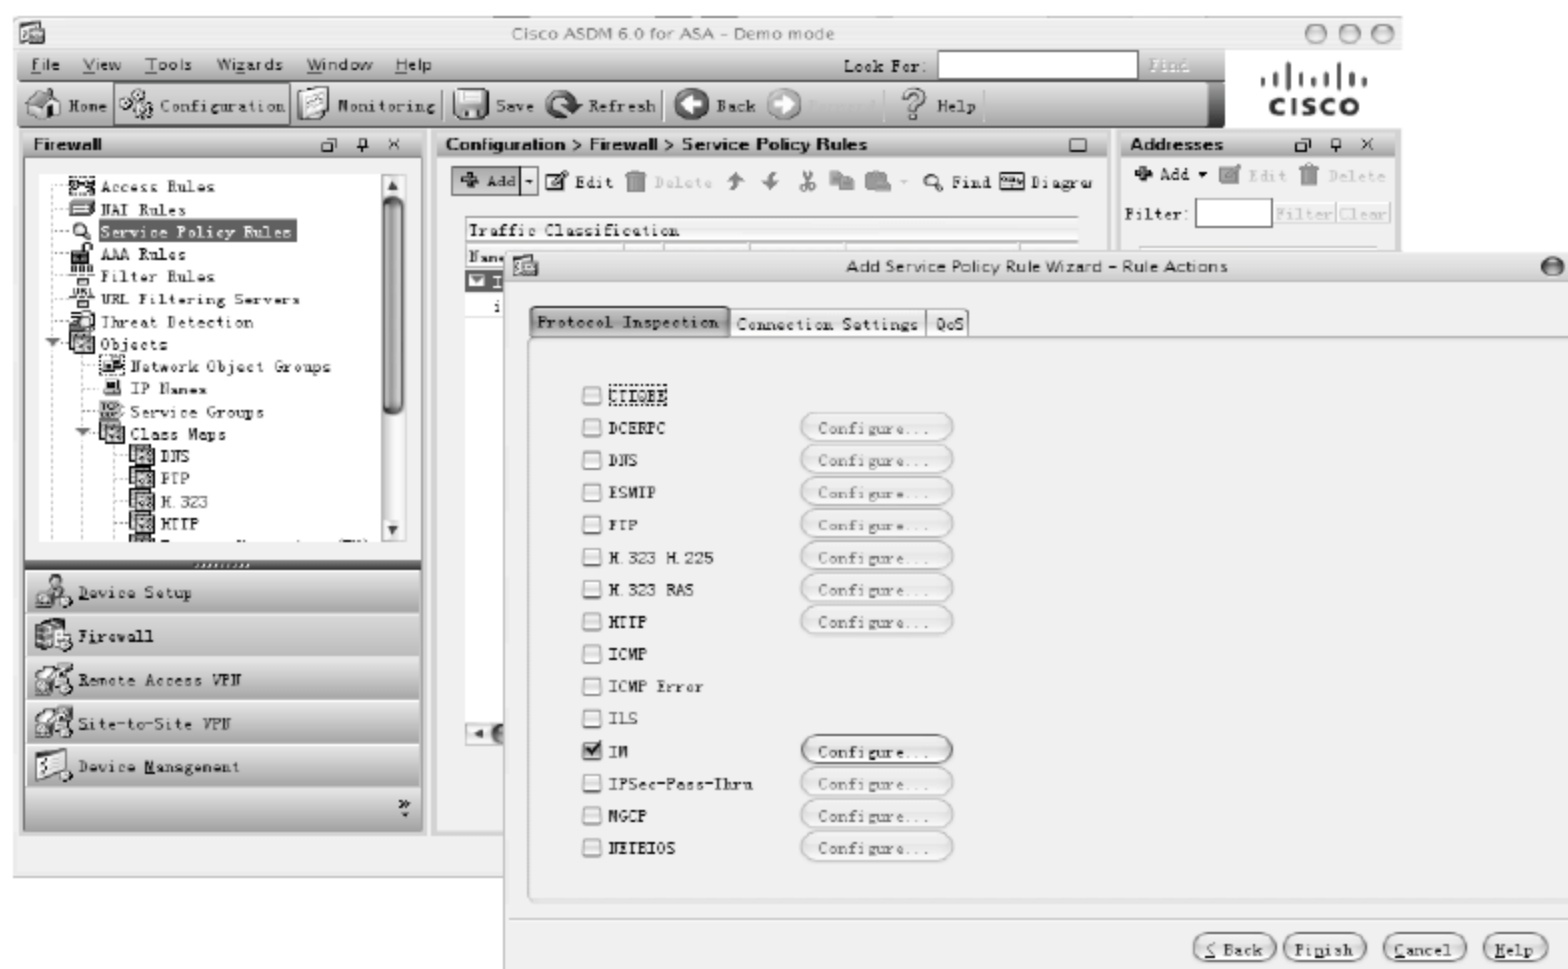 Cisco ASDM 6.0 for ASA - Demo mode
File View Tools Wizards Window Help
Look For:
Find
Home Configuration Monitoring Save Refresh Back Help
CISCO
Firewall
Access Rules
NAT Rules
Service Policy Rules
AAA Rules
Filter Rules
URL Filtering Servers
Threat Detection
Objects
Network Object Groups
IP Names
Service Groups
Class Maps
DNS
FTP
H.323
HTTP
Device Setup
Firewall
Remote Access VPN
Site-to-Site VPN
Device Management
Configuration > Firewall > Service Policy Rules
Add Edit Delete Find Diagram
Traffic Classification
Name
Addresses
Add Edit Delete
Filter: Filter Clear
Add Service Policy Rule Wizard - Rule Actions
Protocol Inspection Connection Settings QoS
CTIQBE
DCERPC Configure...
DNS Configure...
ESMTP Configure...
FTP Configure...
H.323 H.225 Configure...
H.323 RAS Configure...
HTTP Configure...
ICMP
ICMP Error
ILS
IM Configure...
IPSec-Pass-Thru Configure...
MGCP Configure...
NETBIOS Configure...
< Back Finish Cancel Help